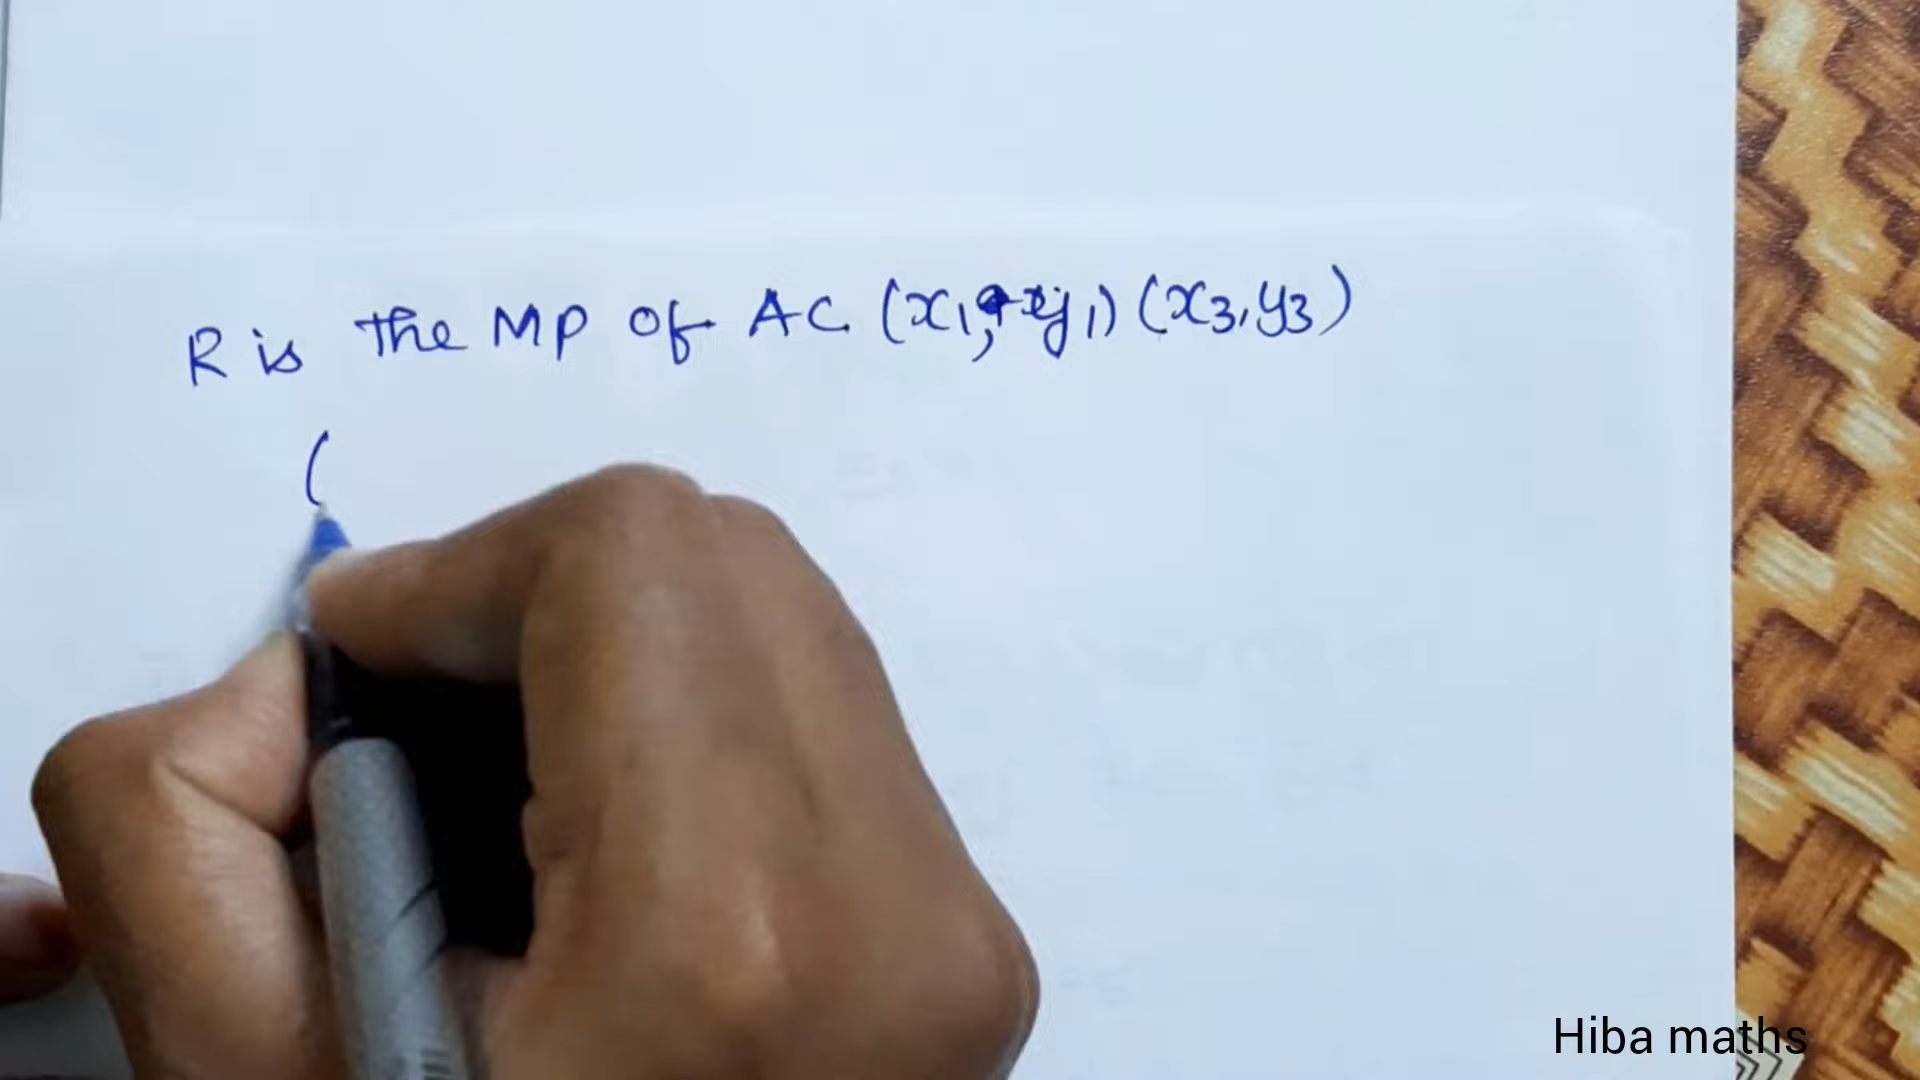 R is the MP of AC (x1, y1) (x3, y3)
(
Hiba maths